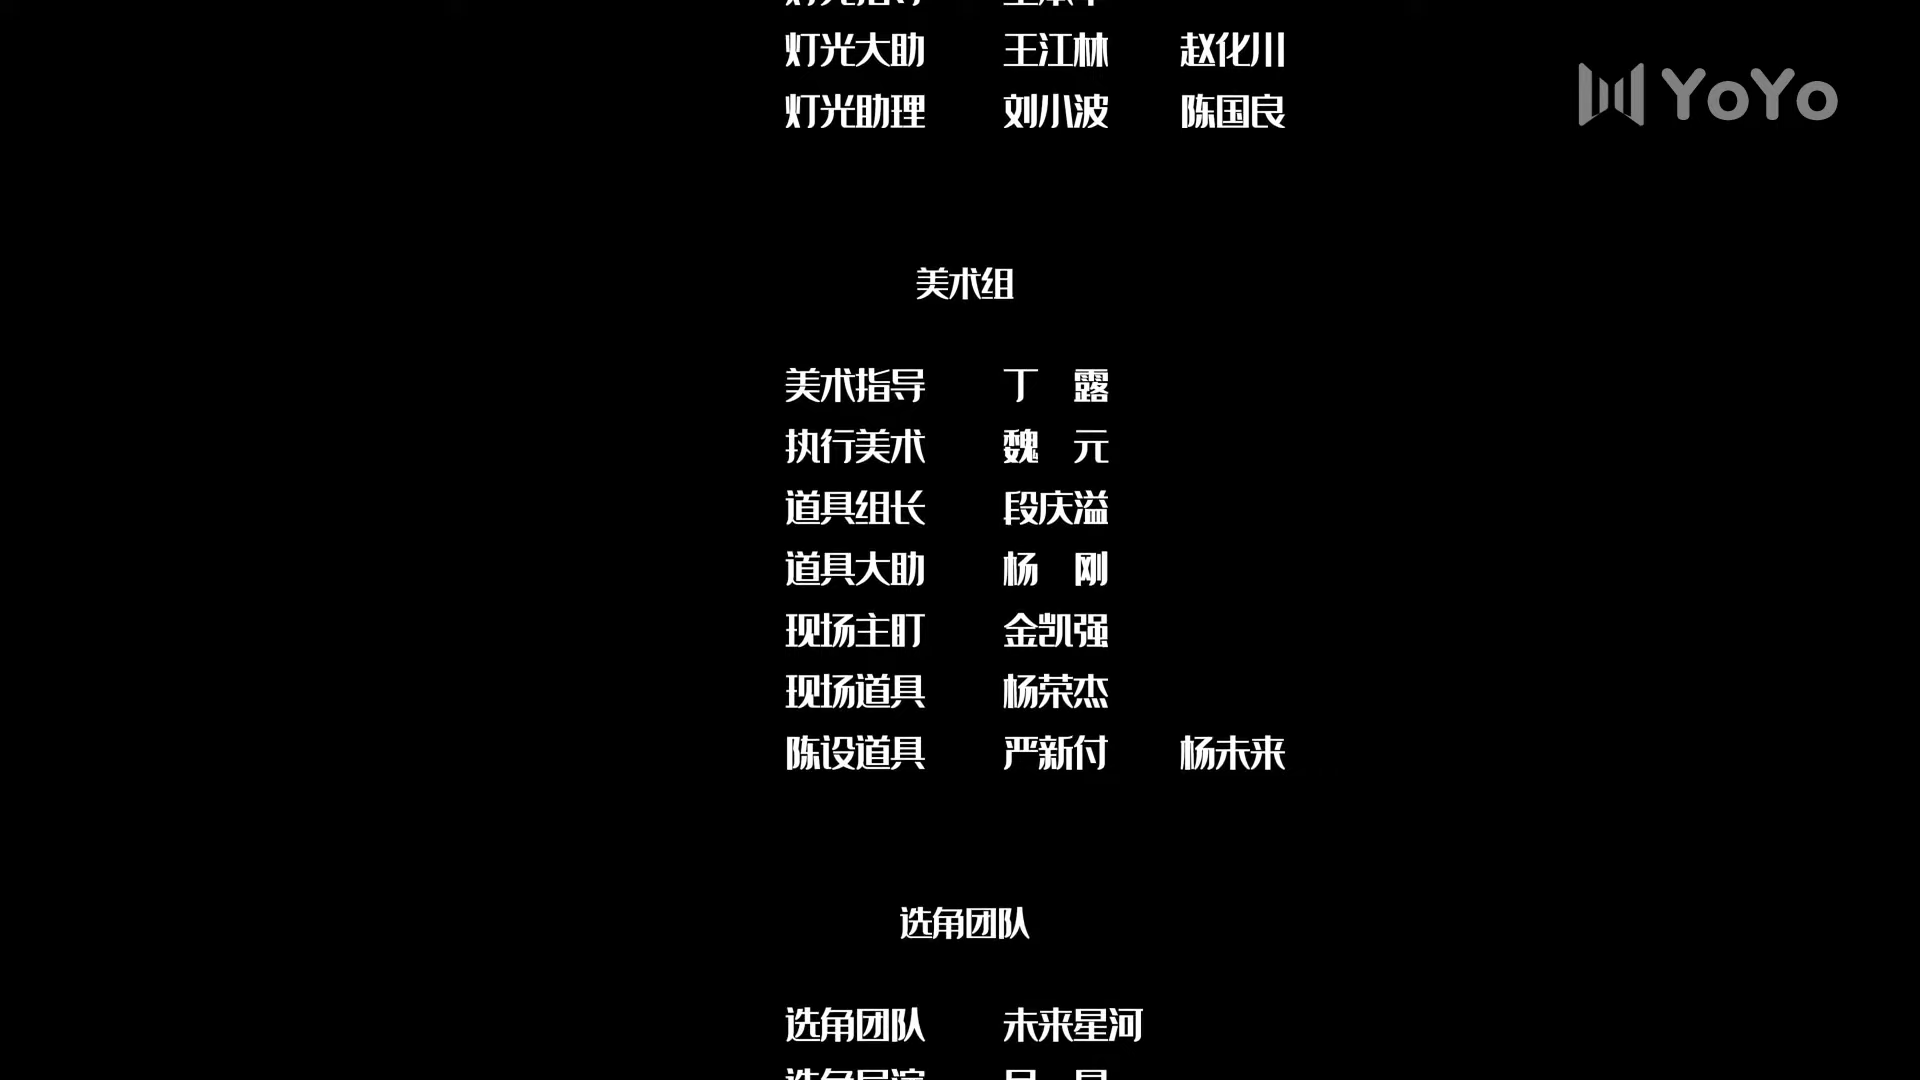 灯光大助 王江林 赵化川
YoYo
灯光助理 刘小波 陈国良
美术组
美术指导 丁 露
执行美术 魏 元
道具组长 段庆溢
道具大助 杨 刚
现场主盯 金凯强
现场道具 杨荣杰
陈设道具 严新付 杨未来
选角团队
选角团队 未来星河